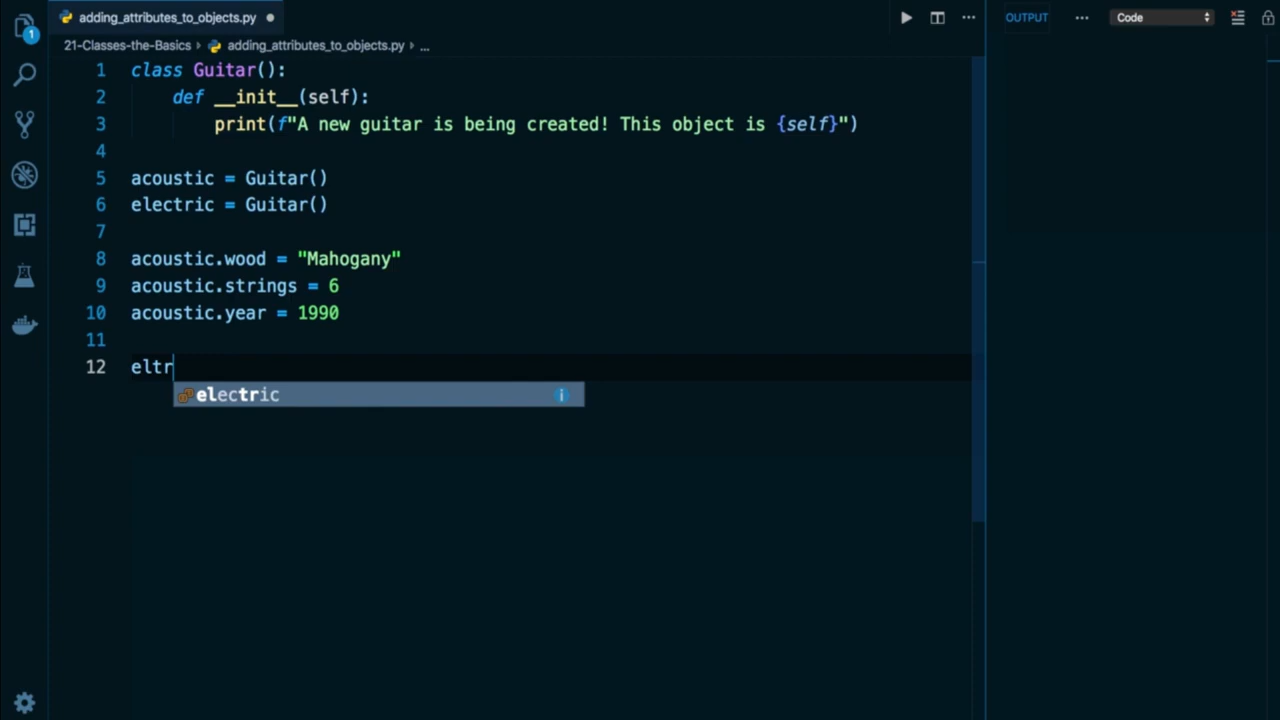 adding_attributes_to_objects.py
OUTPUT
Code
1
21-Classes-the-Basics › adding_attributes_to_objects.py › ...
1 class Guitar():
2 def __init__(self):
3 print(f"A new guitar is being created! This object is {self}")
4
5 acoustic = Guitar()
6 electric = Guitar()
7
8 acoustic.wood = "Mahogany"
9 acoustic.strings = 6
10 acoustic.year = 1990
11
12 eltr
electric